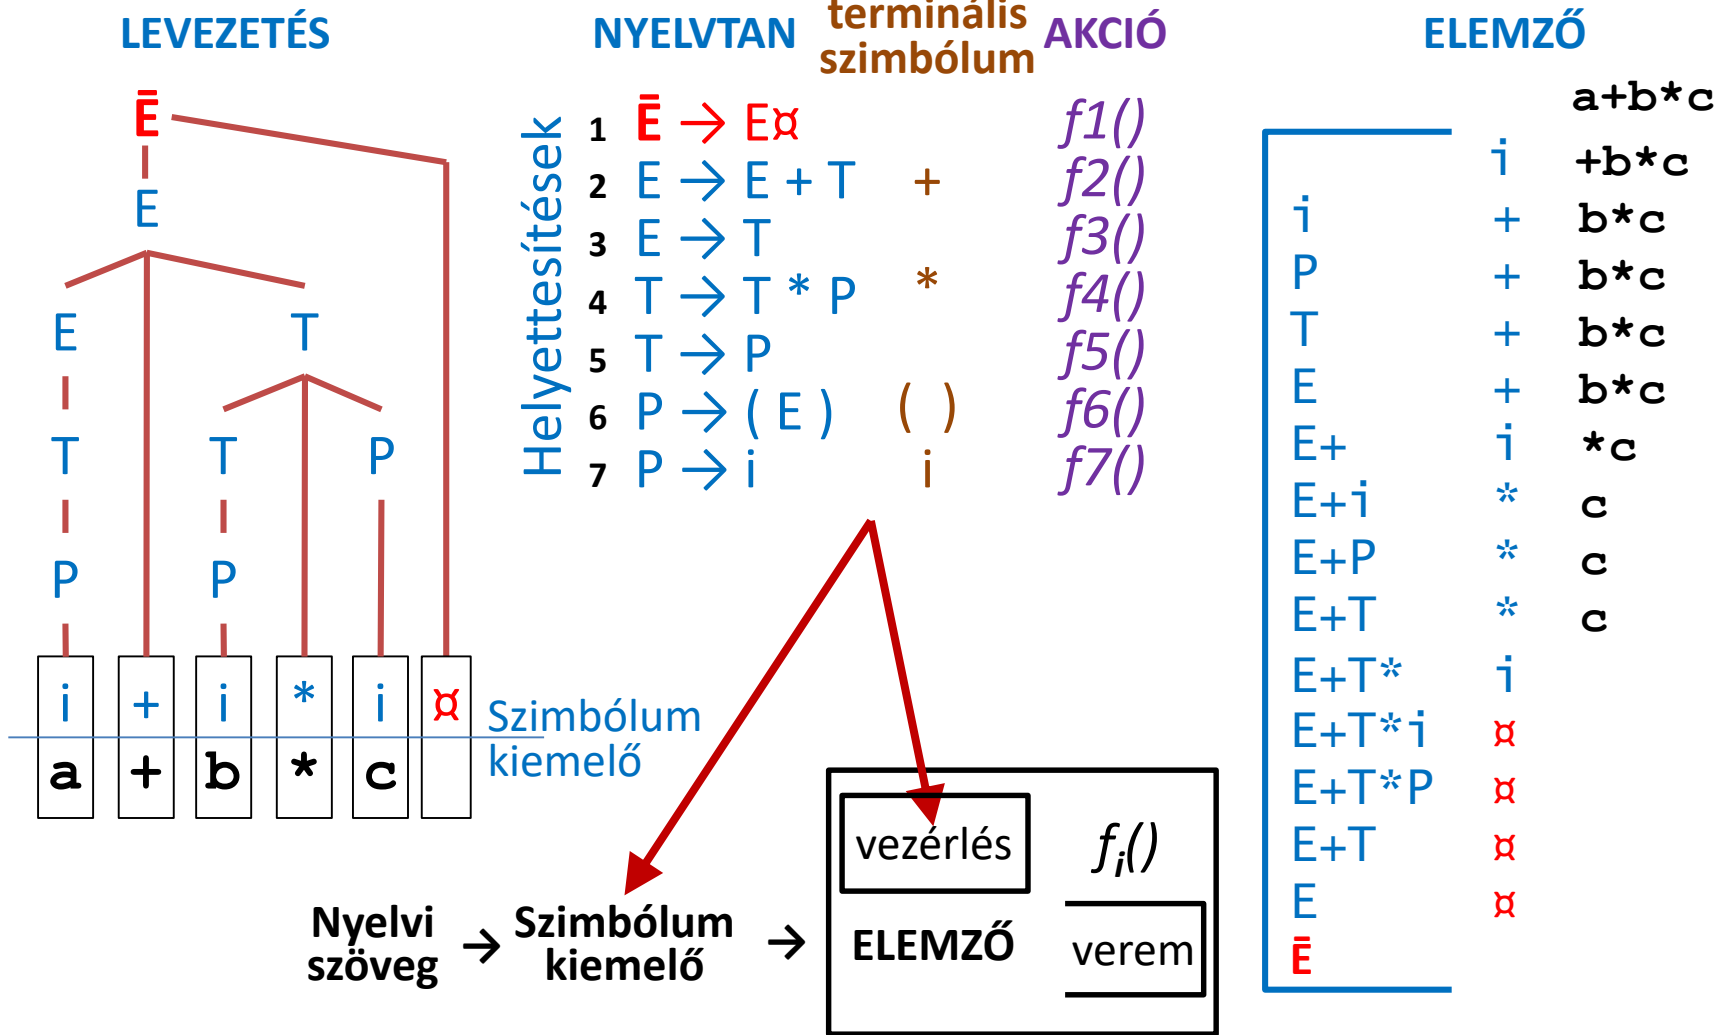 LEVEZETÉS
Ē
E
E T
T T P
P P
i + i * i ¤
a + b * c
Szimbólum
kiemelő
NYELVTAN
terminális
szimbólum
AKCIÓ
Helyettesítések
1 Ē → E¤ f1()
2 E → E + T + f2()
3 E → T f3()
4 T → T * P * f4()
5 T → P f5()
6 P → ( E ) ( ) f6()
7 P → i i f7()
Nyelvi
szöveg
→
Szimbólum
kiemelő
→
vezérlés
fi()
ELEMZŐ
verem
ELEMZŐ
a+b*c
i +b*c
i + b*c
P + b*c
T + b*c
E + b*c
E+ i *c
E+i * c
E+P * c
E+T * c
E+T* i
E+T*i ¤
E+T*P ¤
E+T ¤
E ¤
Ē